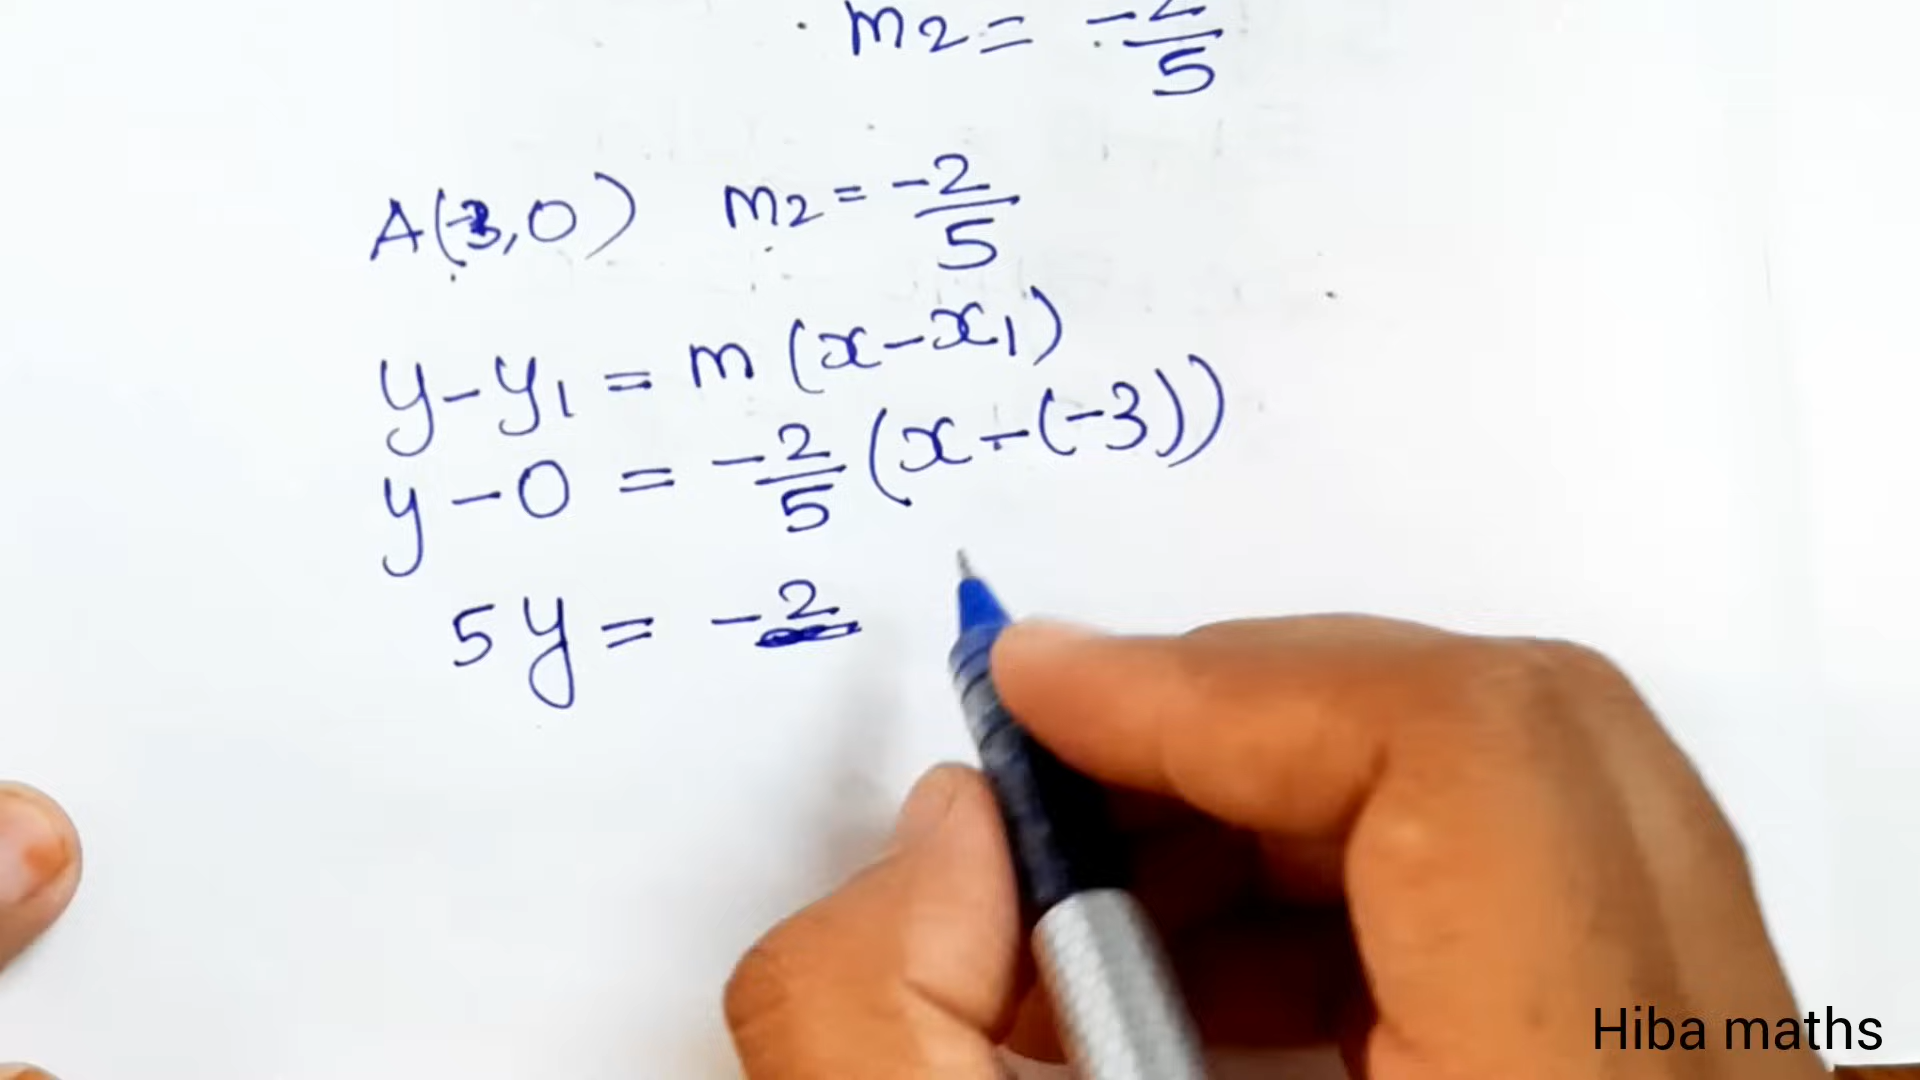 m2 = -2/5
A(-3,0) m2 = -2/5
y-y1 = m (x-x1)
y-0 = -2/5 (x-(-3))
5y = -2
Hiba maths